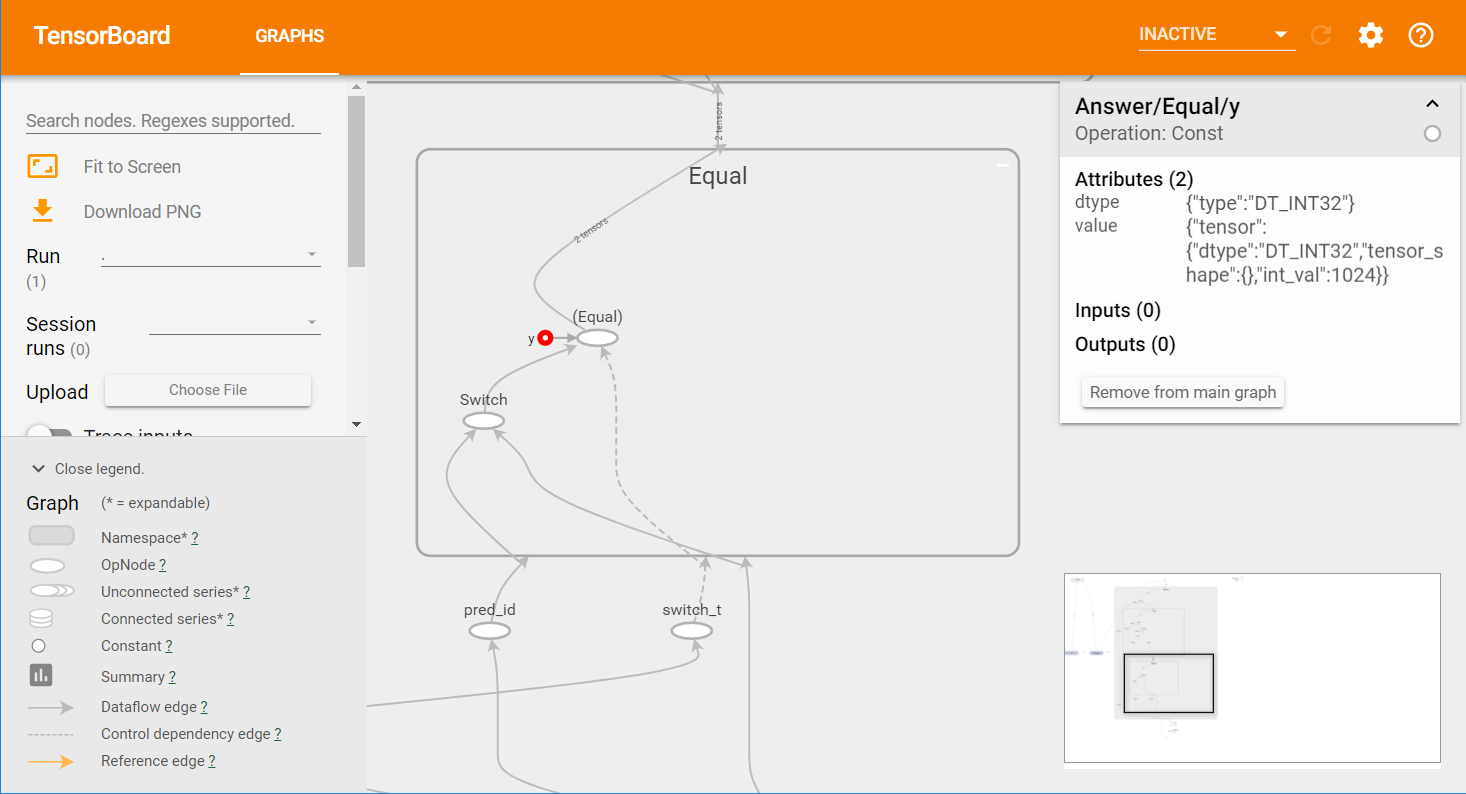 TensorBoard
GRAPHS
INACTIVE
Search nodes. Regexes supported.
Fit to Screen
Download PNG
Run
.
(1)
Session
runs (0)
Upload
Choose File
Trace inputs
Close legend.
Graph
(* = expandable)
Namespace* ?
OpNode ?
Unconnected series* ?
Connected series* ?
Constant ?
Summary ?
Dataflow edge ?
Control dependency edge ?
Reference edge ?
2 tensors
Equal
2 tensors
(Equal)
y
Switch
pred_id
switch_t
Answer/Equal/y
Operation: Const
Attributes (2)
dtype
{"type":"DT_INT32"}
value
{"tensor":
{"dtype":"DT_INT32","tensor_s
hape":{},"int_val":1024}}
Inputs (0)
Outputs (0)
Remove from main graph